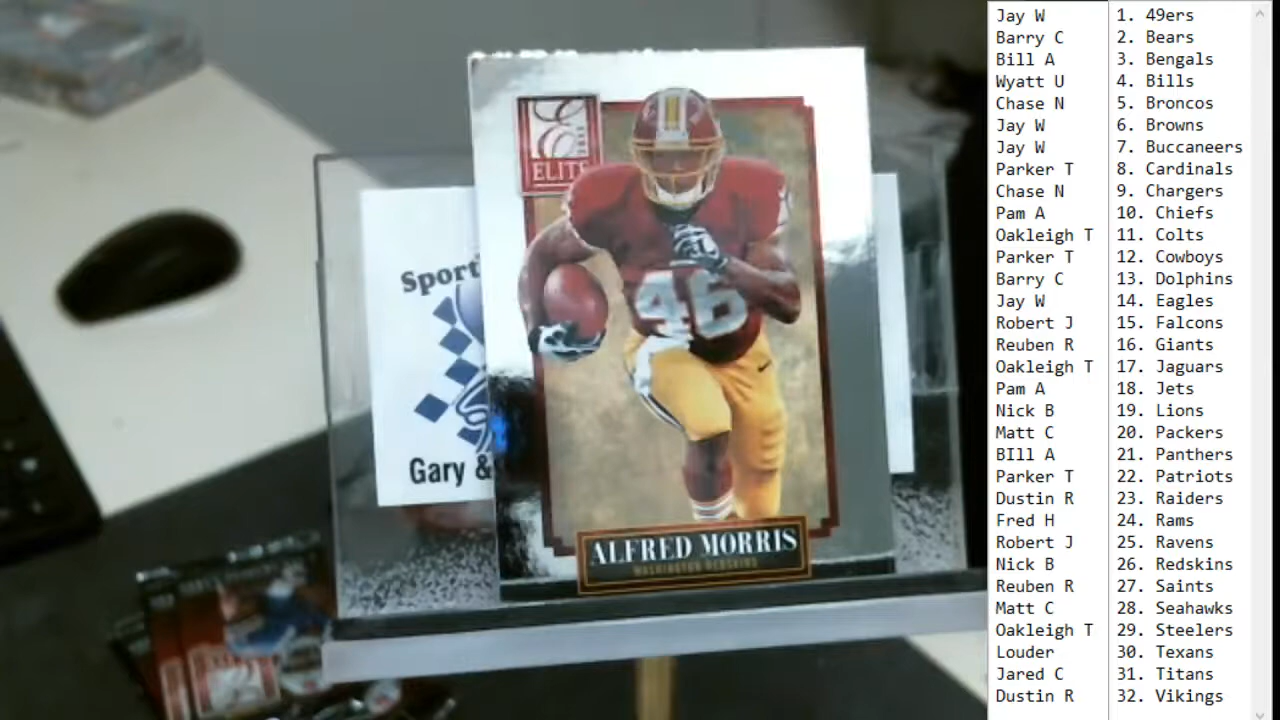 Sport
Gary &
ELITE
46
ALFRED MORRIS
WASHINGTON REDSKINS
Jay W 1. 49ers
Barry C 2. Bears
Bill A 3. Bengals
Wyatt U 4. Bills
Chase N 5. Broncos
Jay W 6. Browns
Jay W 7. Buccaneers
Parker T 8. Cardinals
Chase N 9. Chargers
Pam A 10. Chiefs
Oakleigh T 11. Colts
Parker T 12. Cowboys
Barry C 13. Dolphins
Jay W 14. Eagles
Robert J 15. Falcons
Reuben R 16. Giants
Oakleigh T 17. Jaguars
Pam A 18. Jets
Nick B 19. Lions
Matt C 20. Packers
BIll A 21. Panthers
Parker T 22. Patriots
Dustin R 23. Raiders
Fred H 24. Rams
Robert J 25. Ravens
Nick B 26. Redskins
Reuben R 27. Saints
Matt C 28. Seahawks
Oakleigh T 29. Steelers
Louder 30. Texans
Jared C 31. Titans
Dustin R 32. Vikings